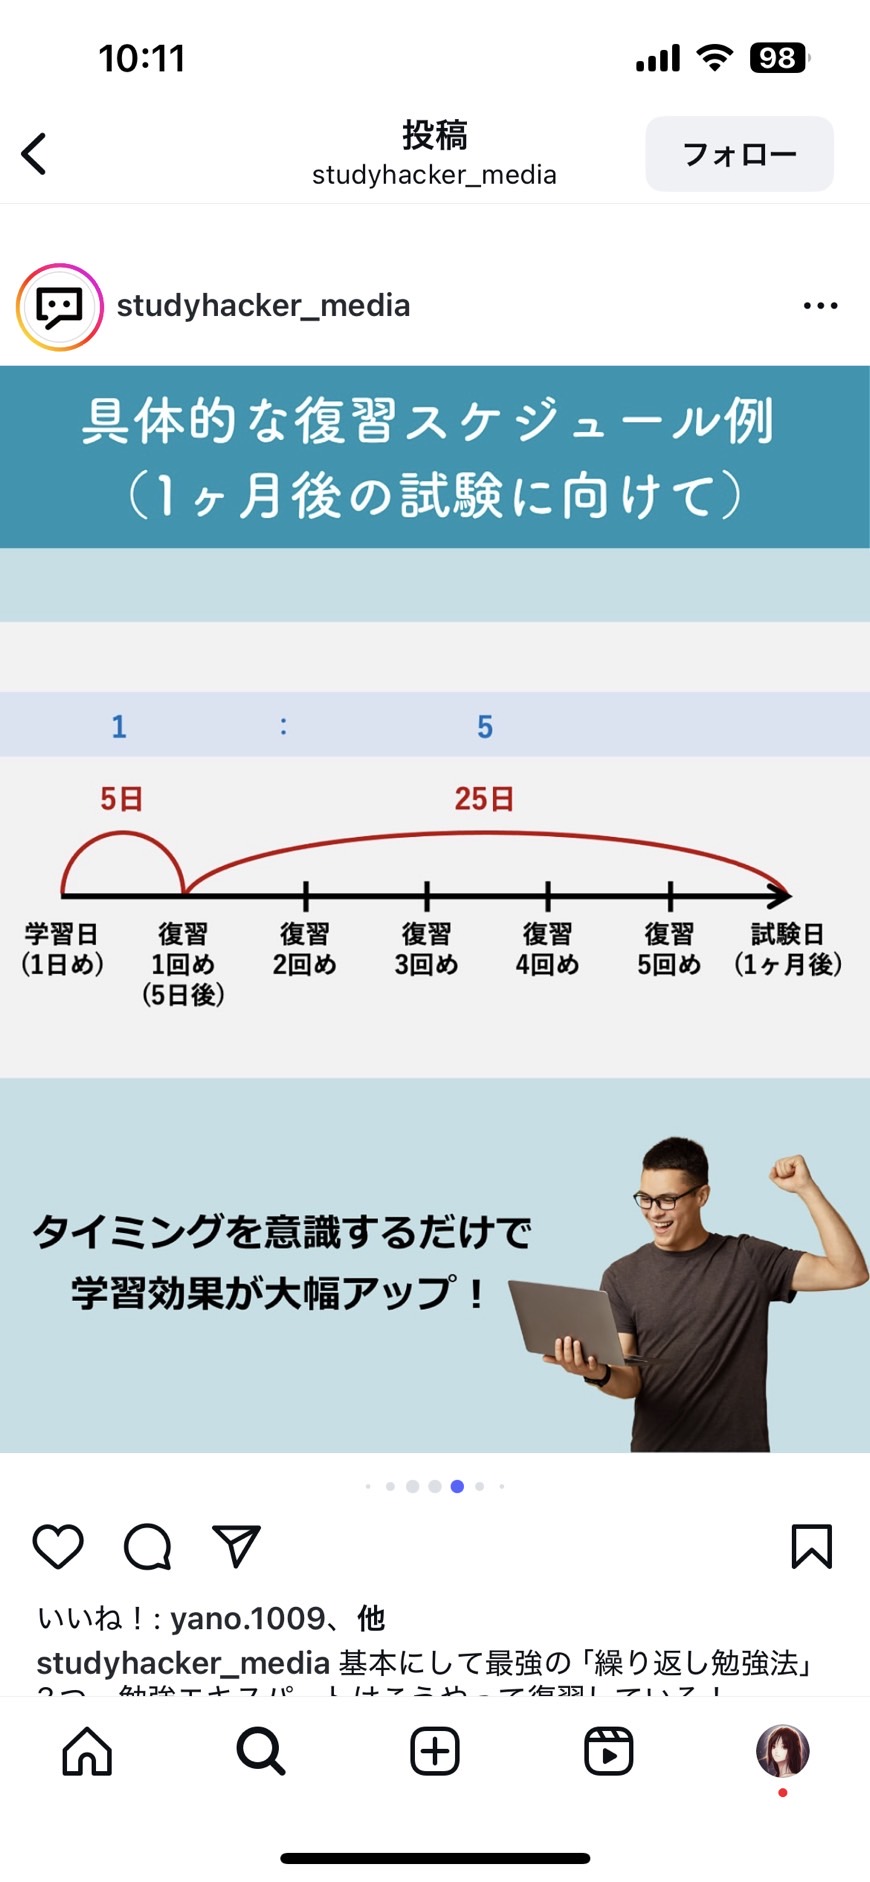 10:11
98
投稿
studyhacker_media
フォロー
studyhacker_media
具体的な復習スケジュール例
（1ヶ月後の試験に向けて）
1 : 5
5日 25日
学習日 復習 復習 復習 復習 復習 試験日
（1日め） 1回め 2回め 3回め 4回め 5回め （1ヶ月後）
（5日後）
タイミングを意識するだけで
学習効果が大幅アップ！
いいね！: yano.1009、他
studyhacker_media 基本にして最強の「繰り返し勉強法」